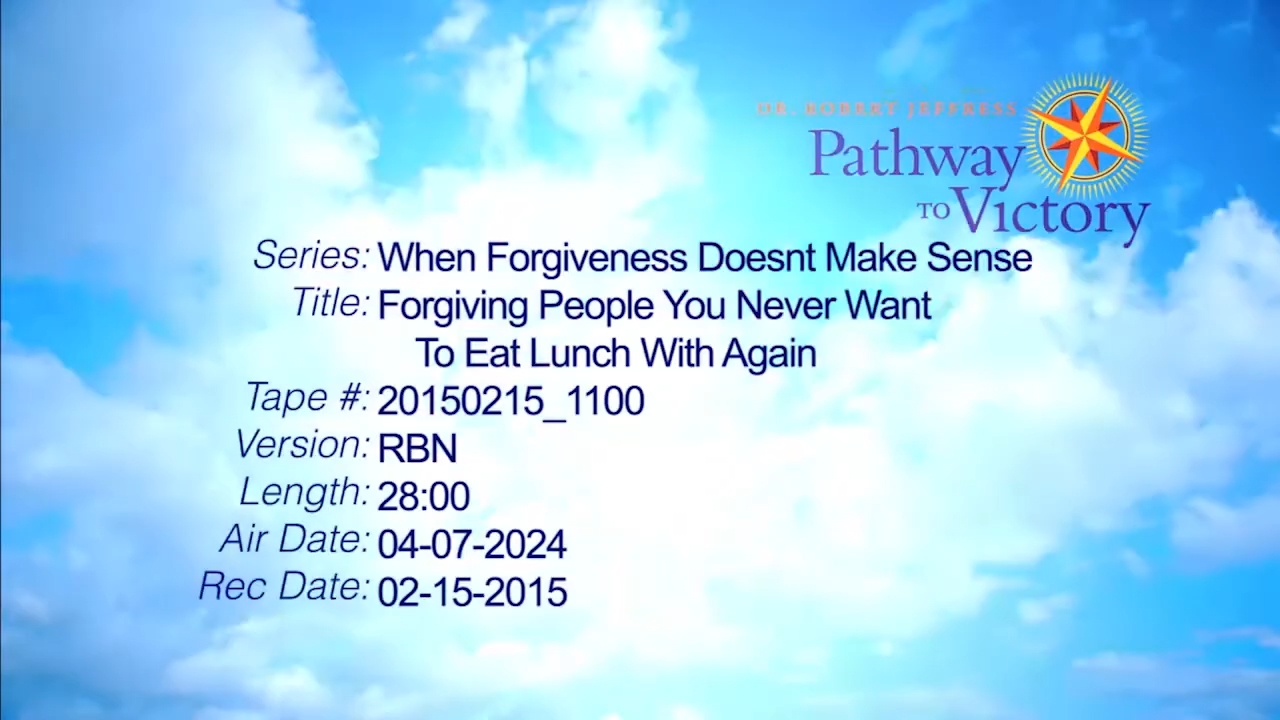 DR. ROBERT JEFFRESS
Pathway
TO Victory
Series: When Forgiveness Doesnt Make Sense
Title: Forgiving People You Never Want
To Eat Lunch With Again
Tape #: 20150215_1100
Version: RBN
Length: 28:00
Air Date: 04-07-2024
Rec Date: 02-15-2015